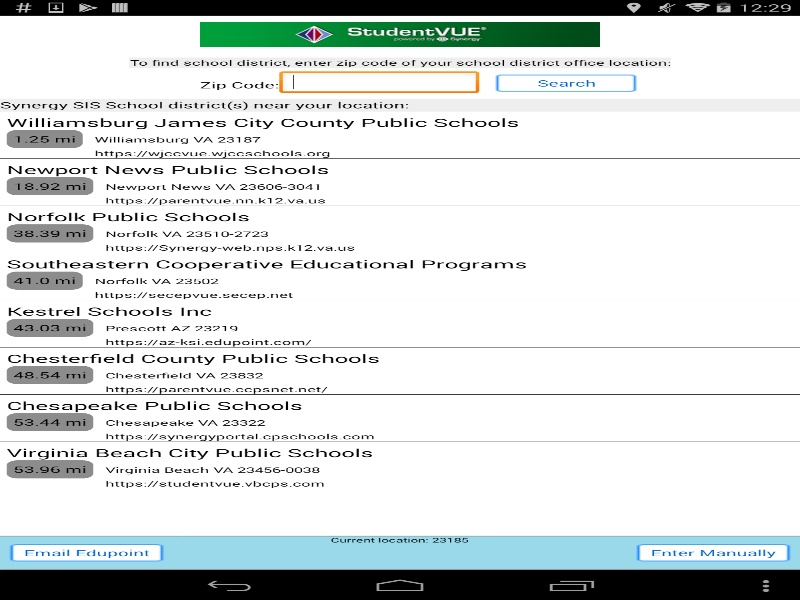 12:29
StudentVUE®
powered by Synergy
To find school district, enter zip code of your school district office location:
Zip Code:
Search
Synergy SIS School district(s) near your location:
Williamsburg James City County Public Schools
1.25 mi Williamsburg VA 23187
https://wjccvue.wjccschools.org
Newport News Public Schools
18.92 mi Newport News VA 23606-3041
https://parentvue.nn.k12.va.us
Norfolk Public Schools
38.39 mi Norfolk VA 23510-2723
https://Synergy-web.nps.k12.va.us
Southeastern Cooperative Educational Programs
41.0 mi Norfolk VA 23502
https://secepvue.secep.net
Kestrel Schools Inc
43.03 mi Prescott AZ 23219
https://az-ksi.edupoint.com/
Chesterfield County Public Schools
48.54 mi Chesterfield VA 23832
https://parentvue.ccpsnet.net/
Chesapeake Public Schools
53.44 mi Chesapeake VA 23322
https://synergyportal.cpschools.com
Virginia Beach City Public Schools
53.96 mi Virginia Beach VA 23456-0038
https://studentvue.vbcps.com
Current location: 23185
Email Edupoint
Enter Manually